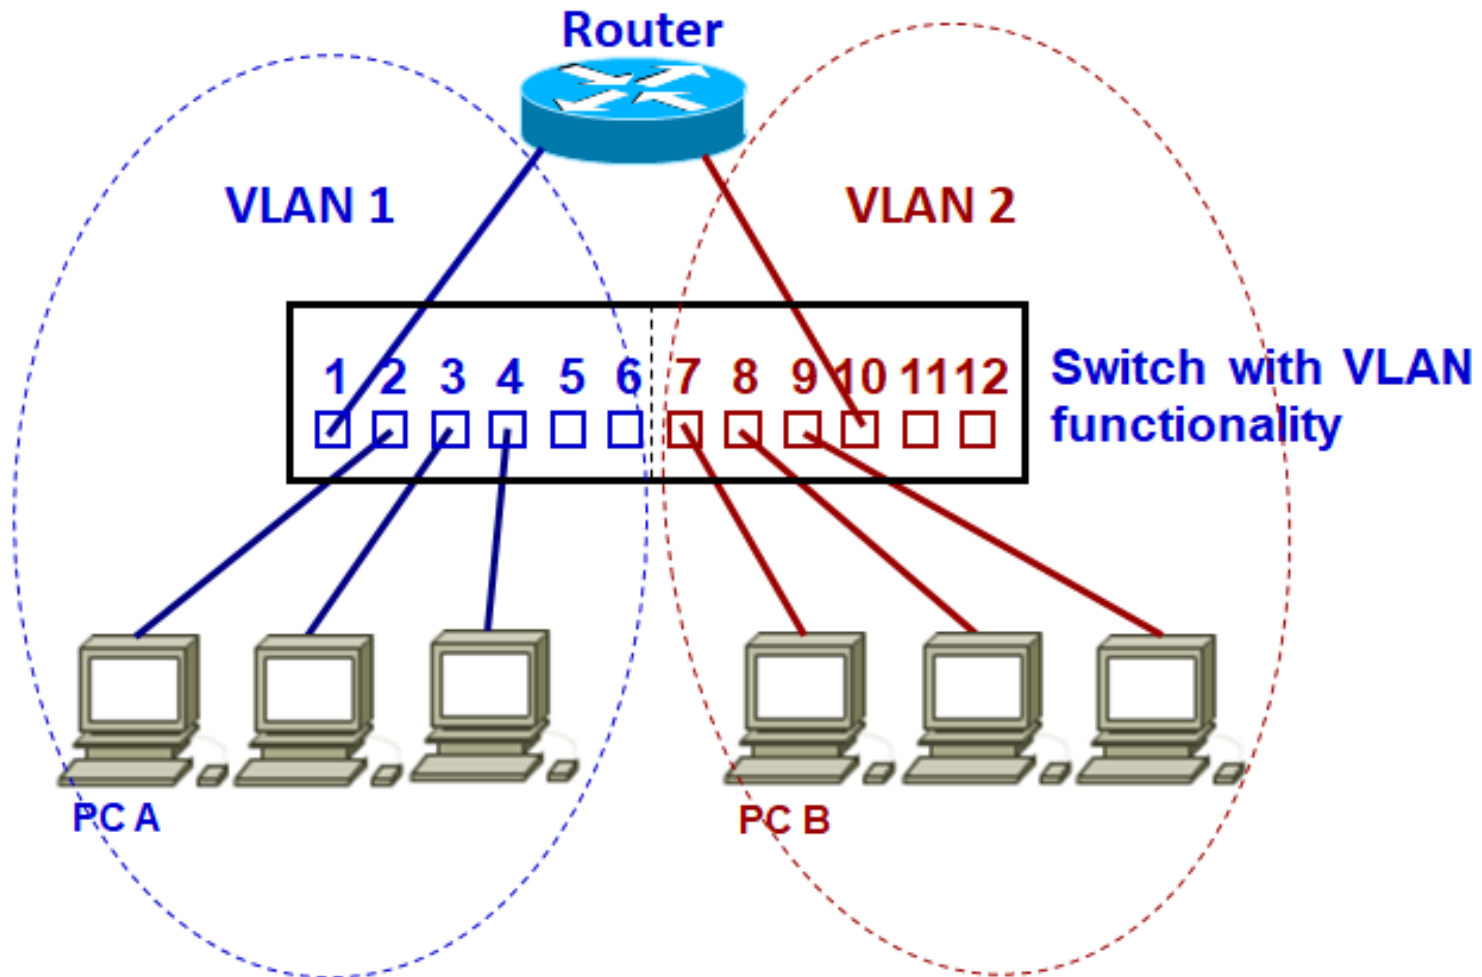 Router
VLAN 1
VLAN 2
1 2 3 4 5 6 7 8 9 10 11 12
Switch with VLAN
functionality
PC A
PC B